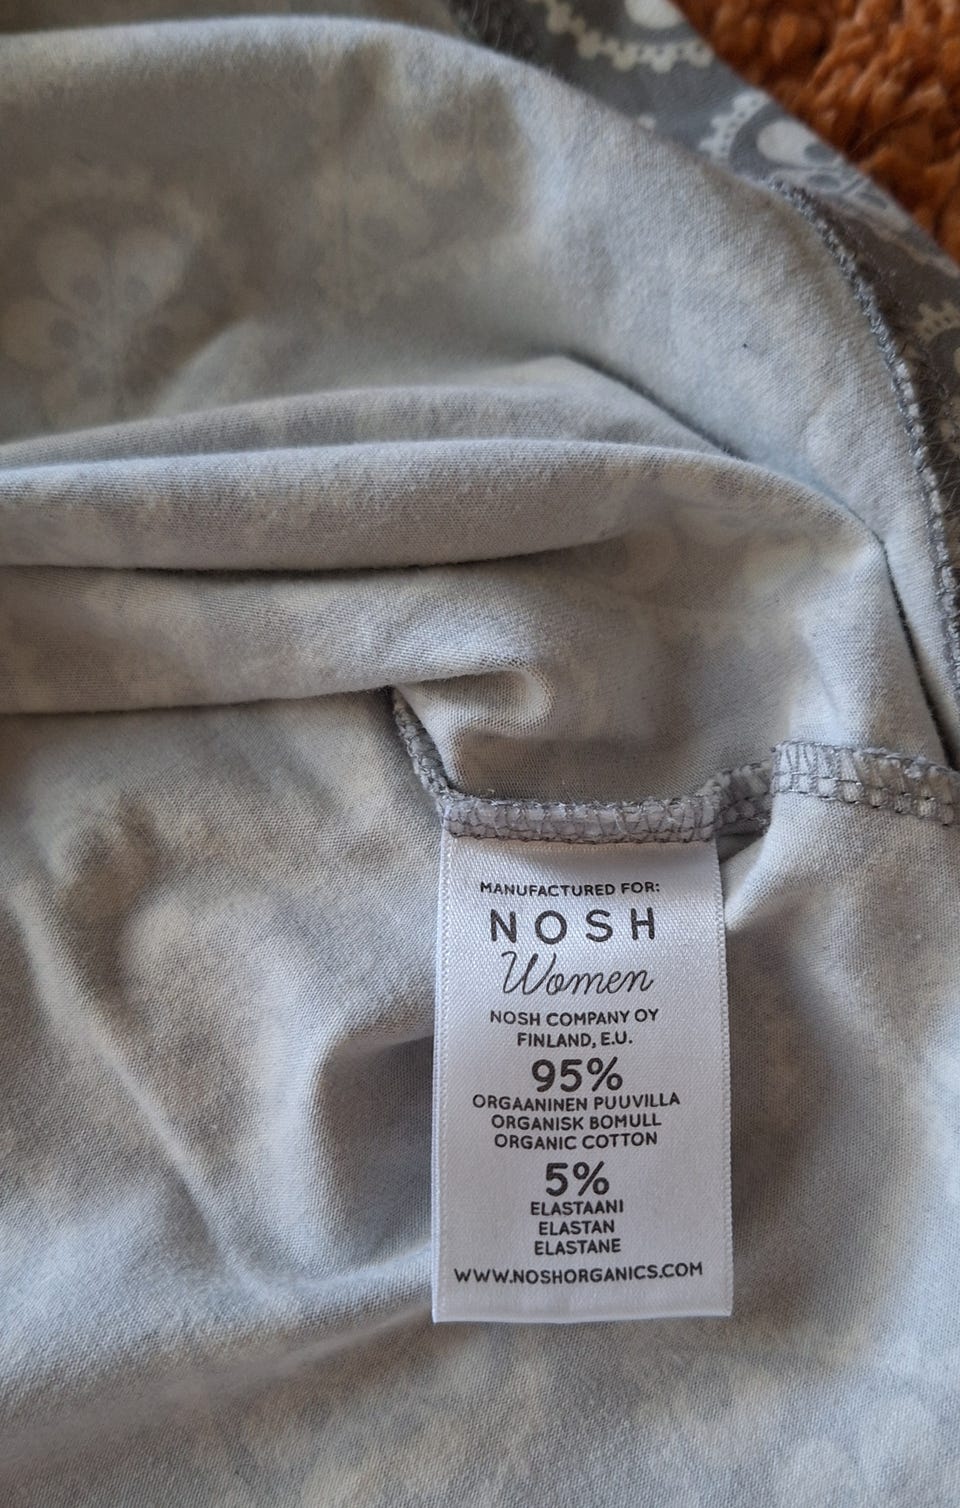 MANUFACTURED FOR:
NOSH
Women
NOSH COMPANY OY
FINLAND, E.U.
95%
ORGAANINEN PUUVILLA
ORGANISK BOMULL
ORGANIC COTTON
5%
ELASTAANI
ELASTAN
ELASTANE
WWW.NOSHORGANICS.COM